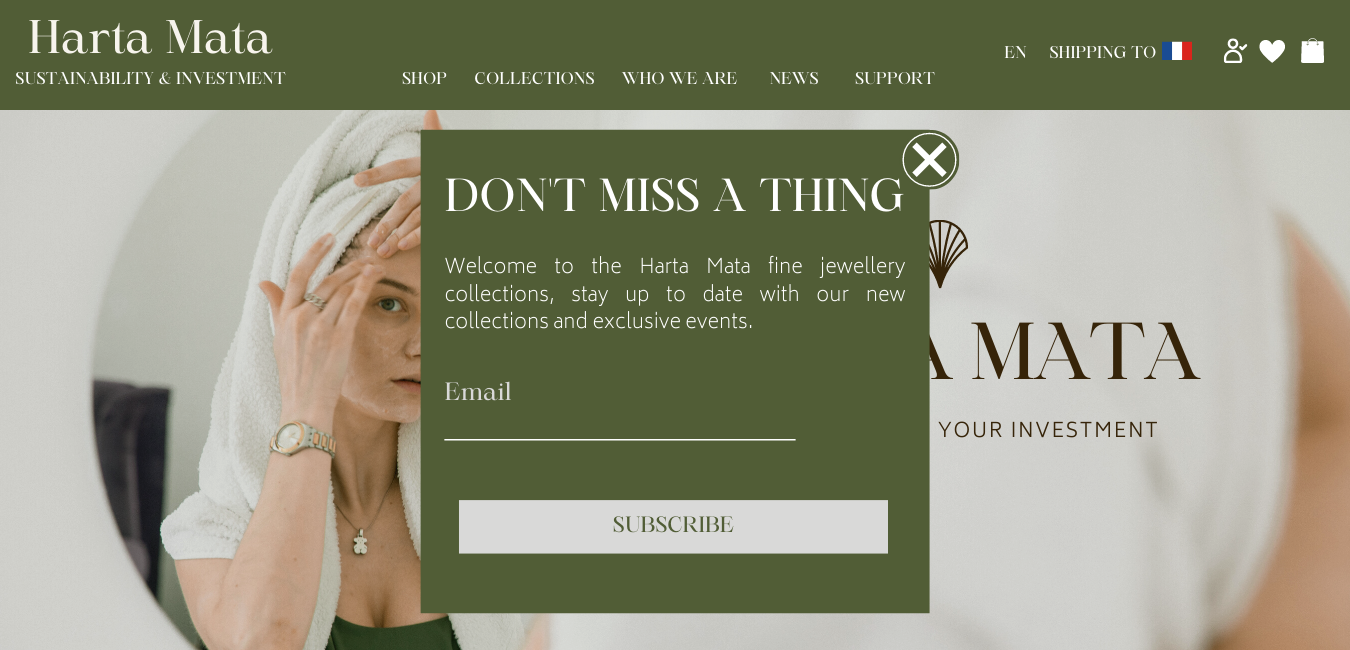 Harta Mata
SUSTAINABILITY & INVESTMENT
SHOP COLLECTIONS WHO WE ARE NEWS SUPPORT
EN SHIPPING TO
DON'T MISS A THING
Welcome to the Harta Mata fine jewellery
collections, stay up to date with our new
collections and exclusive events.
Email
SUBSCRIBE
MATA
YOUR INVESTMENT